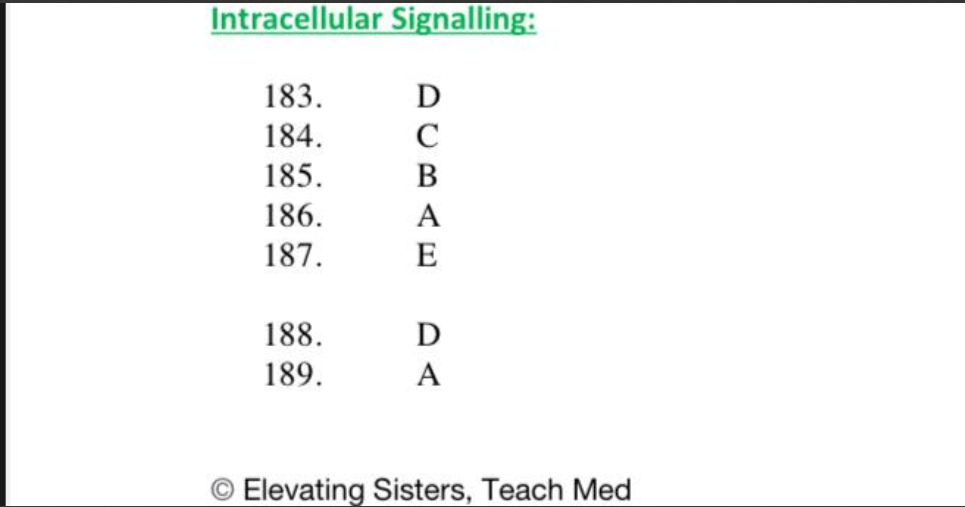 Intracellular Signalling:
183. D
184. C
185. B
186. A
187. E
188. D
189. A
© Elevating Sisters, Teach Med